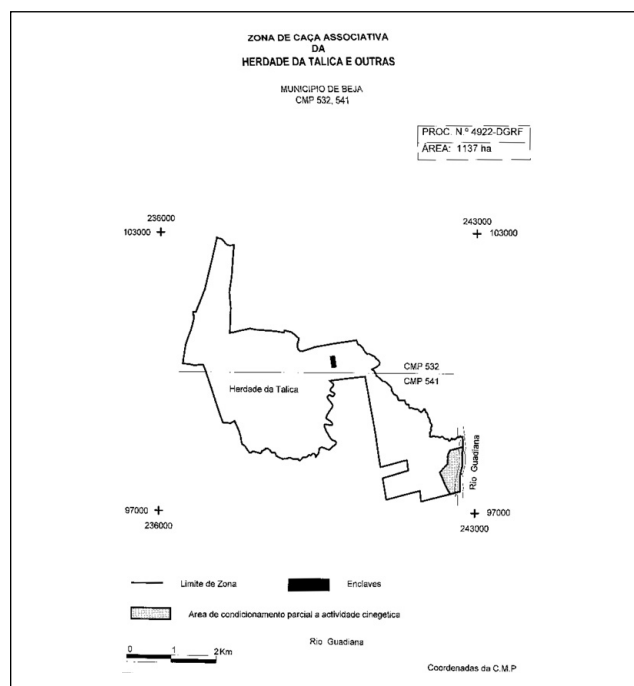 ZONA DE CAÇA ASSOCIATIVA
DA
HERDADE DA TALICA E OUTRAS
MUNICIPIO DE BEJA
CMP 532, 541
PROC. N.º 4922-DGRF
ÁREA: 1137 ha
236000
103000
243000
103000
CMP 532
CMP 541
Herdade da Talica
Rio Guadiana
97000
236000
97000
243000
Limite de Zona
Enclaves
Area de condicionamento parcial a actividade cinegetica
Rio Guadiana
0 1 2 Km
Coordenadas da C.M.P